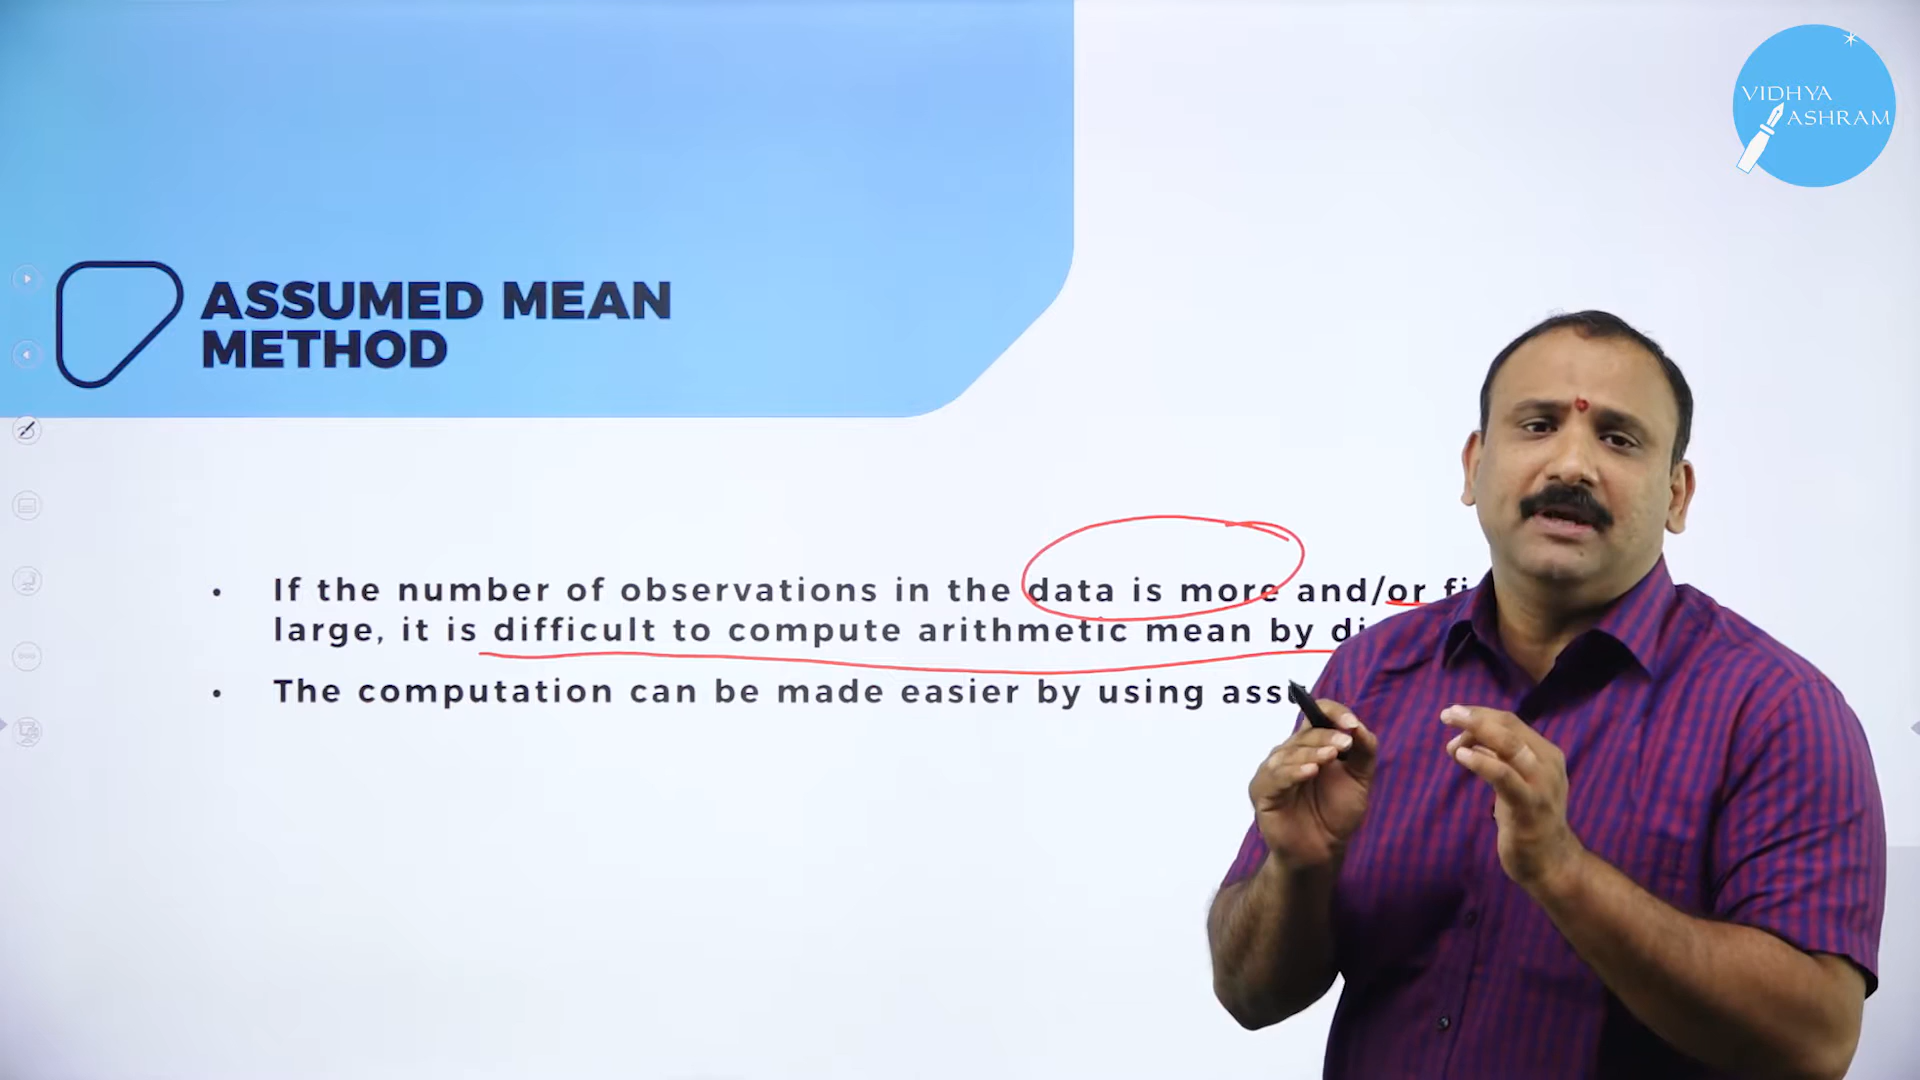 VIDHYA
ASHRAM
ASSUMED MEAN
METHOD
• If the number of observations in the data is more and/or
large, it is difficult to compute arithmetic mean by
• The computation can be made easier by using